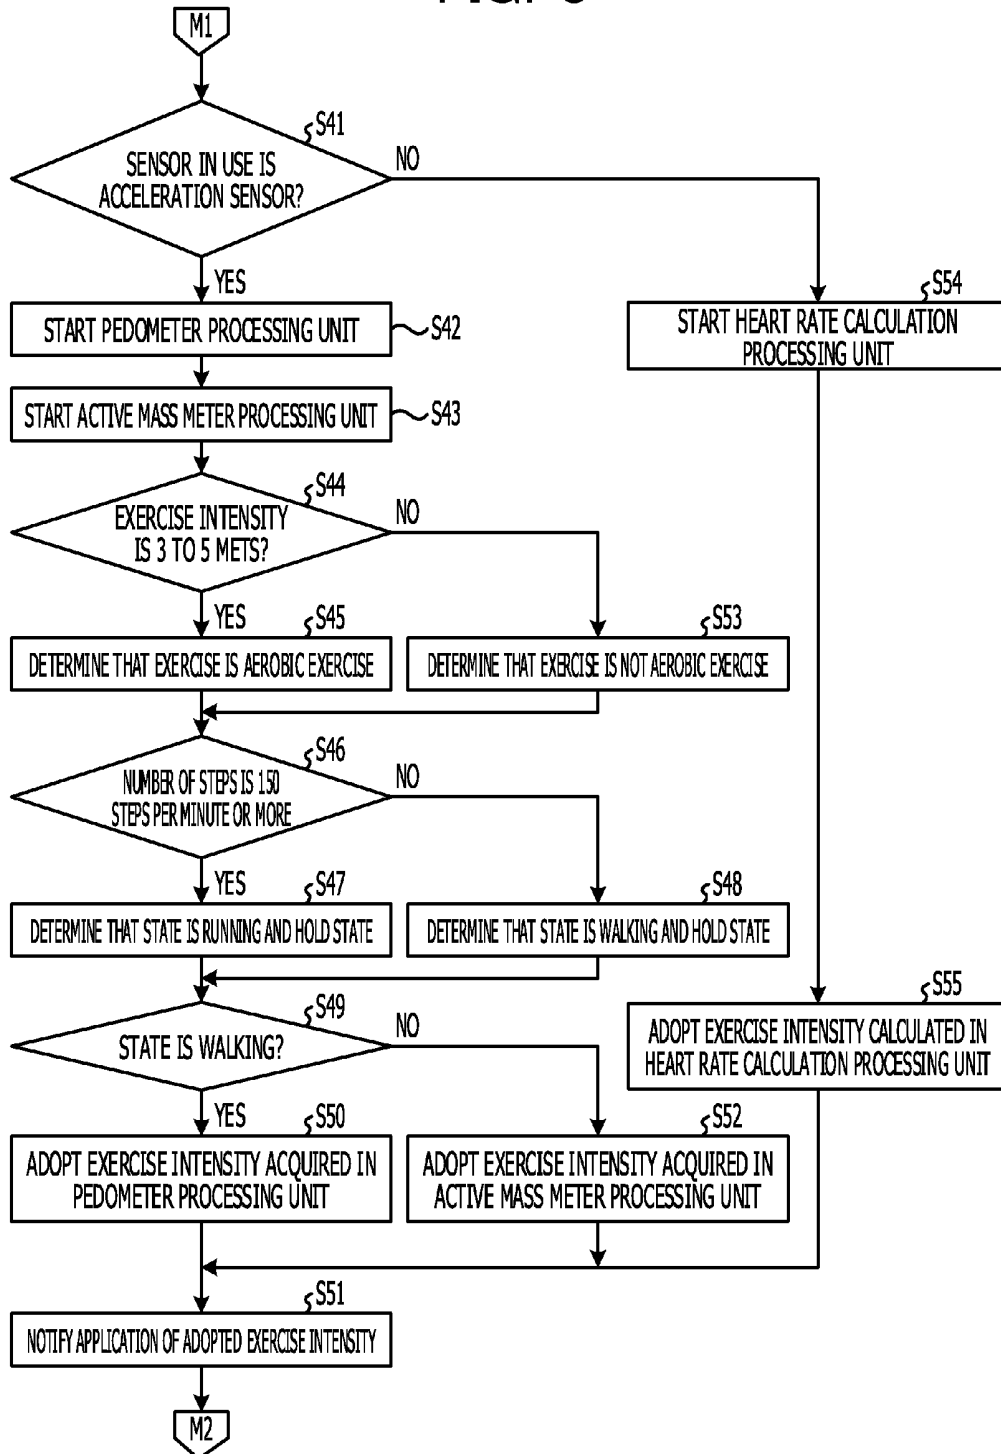 M1
S41
SENSOR IN USE IS
ACCELERATION SENSOR?
NO
YES
START PEDOMETER PROCESSING UNIT
S42
S54
START HEART RATE CALCULATION
PROCESSING UNIT
START ACTIVE MASS METER PROCESSING UNIT
S43
S44
EXERCISE INTENSITY
IS 3 TO 5 METS?
NO
YES
S45
DETERMINE THAT EXERCISE IS AEROBIC EXERCISE
S53
DETERMINE THAT EXERCISE IS NOT AEROBIC EXERCISE
S46
NUMBER OF STEPS IS 150
STEPS PER MINUTE OR MORE
NO
YES
S47
DETERMINE THAT STATE IS RUNNING AND HOLD STATE
S48
DETERMINE THAT STATE IS WALKING AND HOLD STATE
S49
STATE IS WALKING?
NO
S55
ADOPT EXERCISE INTENSITY CALCULATED IN
HEART RATE CALCULATION PROCESSING UNIT
YES
S50
ADOPT EXERCISE INTENSITY ACQUIRED IN
PEDOMETER PROCESSING UNIT
S52
ADOPT EXERCISE INTENSITY ACQUIRED IN
ACTIVE MASS METER PROCESSING UNIT
S51
NOTIFY APPLICATION OF ADOPTED EXERCISE INTENSITY
M2